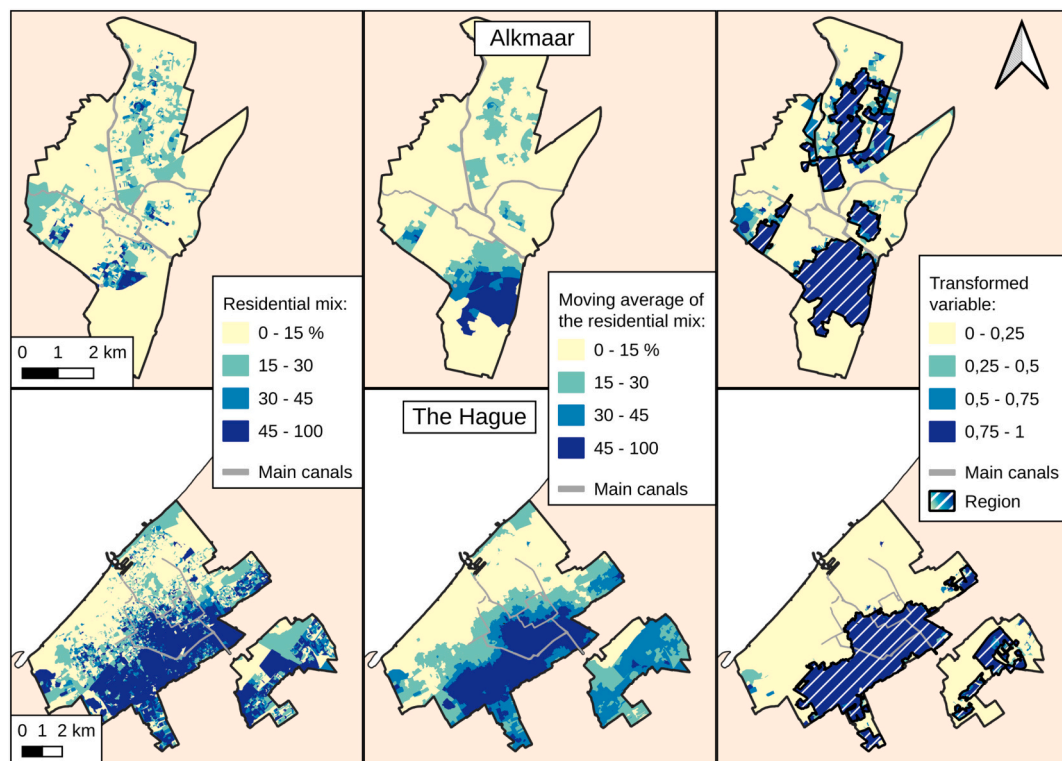 Alkmaar
Residential mix:
0 - 15 %
15 - 30
30 - 45
45 - 100
Main canals
0 1 2 km
Moving average of
the residential mix:
0 - 15 %
15 - 30
30 - 45
45 - 100
Main canals
Transformed
variable:
0 - 0,25
0,25 - 0,5
0,5 - 0,75
0,75 - 1
Main canals
Region
The Hague
0 1 2 km